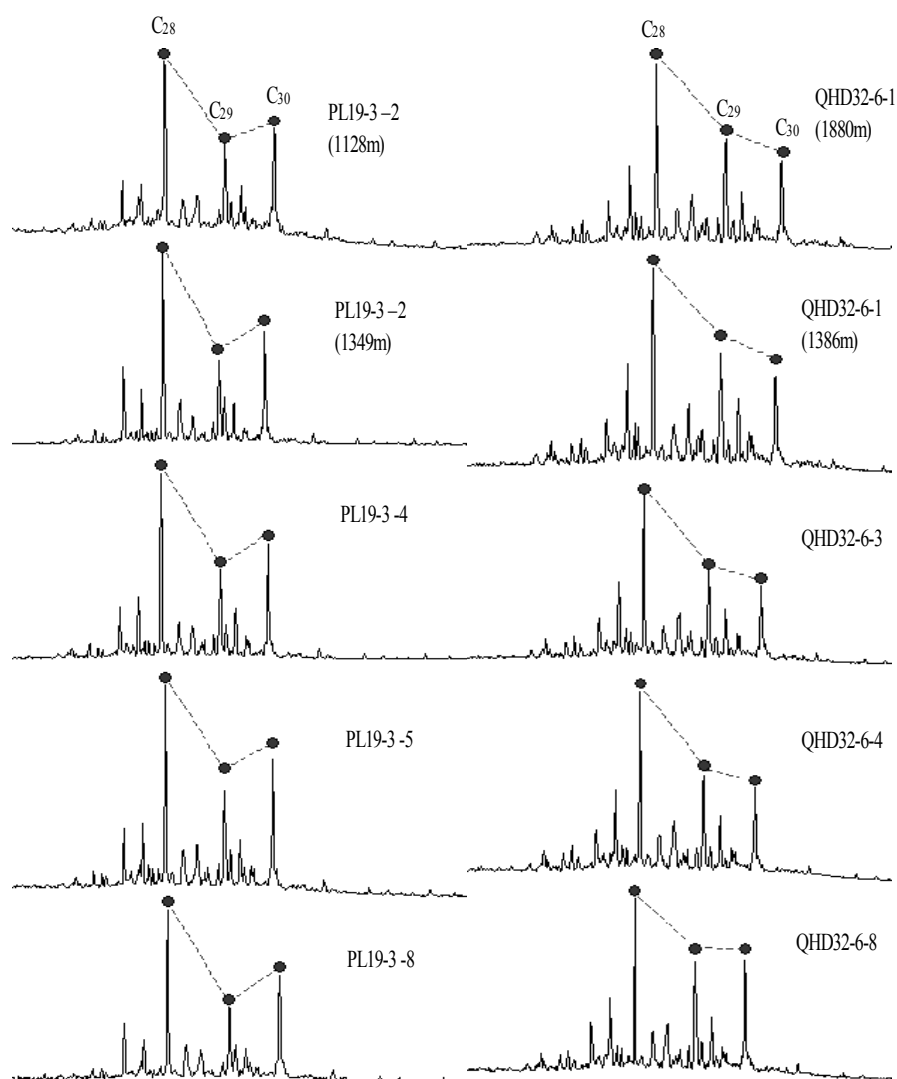 C28
C29
C30
PL19-3 –2
(1128m)
PL19-3 –2
(1349m)
PL19-3 -4
PL19-3 -5
PL19-3 -8
C28
C29
C30
QHD32-6-1
(1880m)
QHD32-6-1
(1386m)
QHD32-6-3
QHD32-6-4
QHD32-6-8